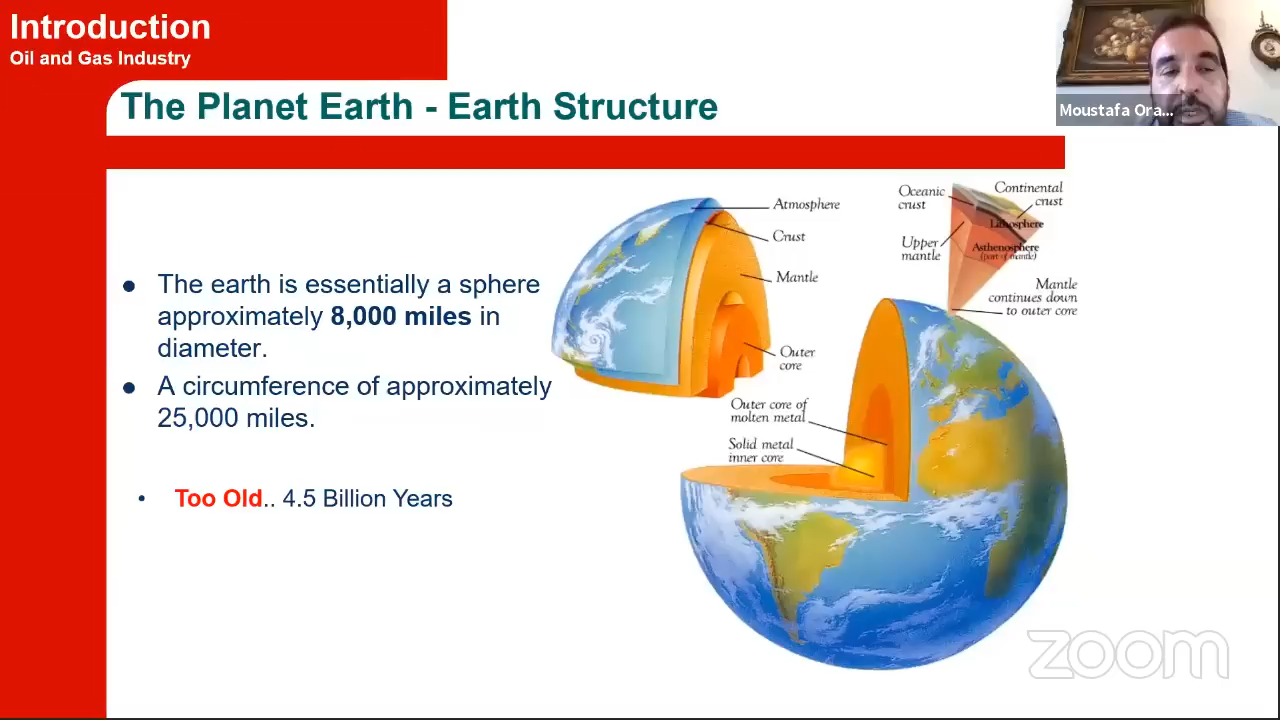 Introduction
Oil and Gas Industry
The Planet Earth - Earth Structure
Moustafa Ora...
● The earth is essentially a sphere
approximately 8,000 miles in
diameter.
● A circumference of approximately
25,000 miles.
• Too Old.. 4.5 Billion Years
Atmosphere
Crust
Mantle
Outer
core
Oceanic
crust
Continental
crust
Lithosphere
Upper
mantle
Asthenosphere
(part of mantle)
Mantle
continues down
to outer core
Outer core of
molten metal
Solid metal
inner core
zoom